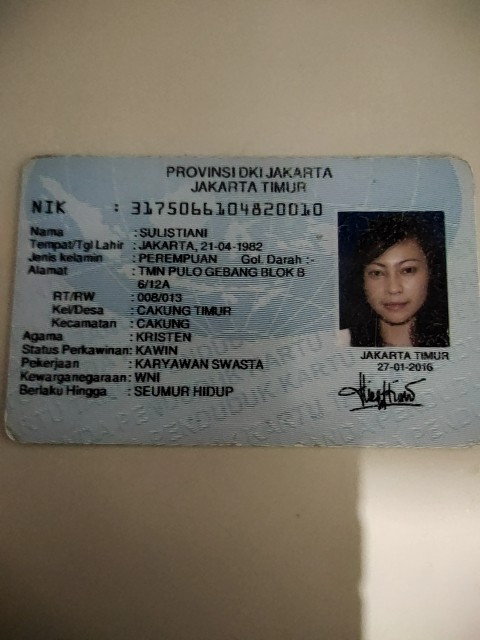 PROVINSI DKI JAKARTA
JAKARTA TIMUR
NIK : 3175066104820010
Nama : SULISTIANI
Tempat/Tgl Lahir : JAKARTA, 21-04-1982
Jenis kelamin : PEREMPUAN Gol. Darah :-
Alamat : TMN PULO GEBANG BLOK B
6/12A
RT/RW : 008/013
Kel/Desa : CAKUNG TIMUR
Kecamatan : CAKUNG
Agama : KRISTEN
Status Perkawinan: KAWIN
Pekerjaan : KARYAWAN SWASTA
Kewarganegaraan: WNI
Berlaku Hingga : SEUMUR HIDUP
JAKARTA TIMUR
27-01-2016